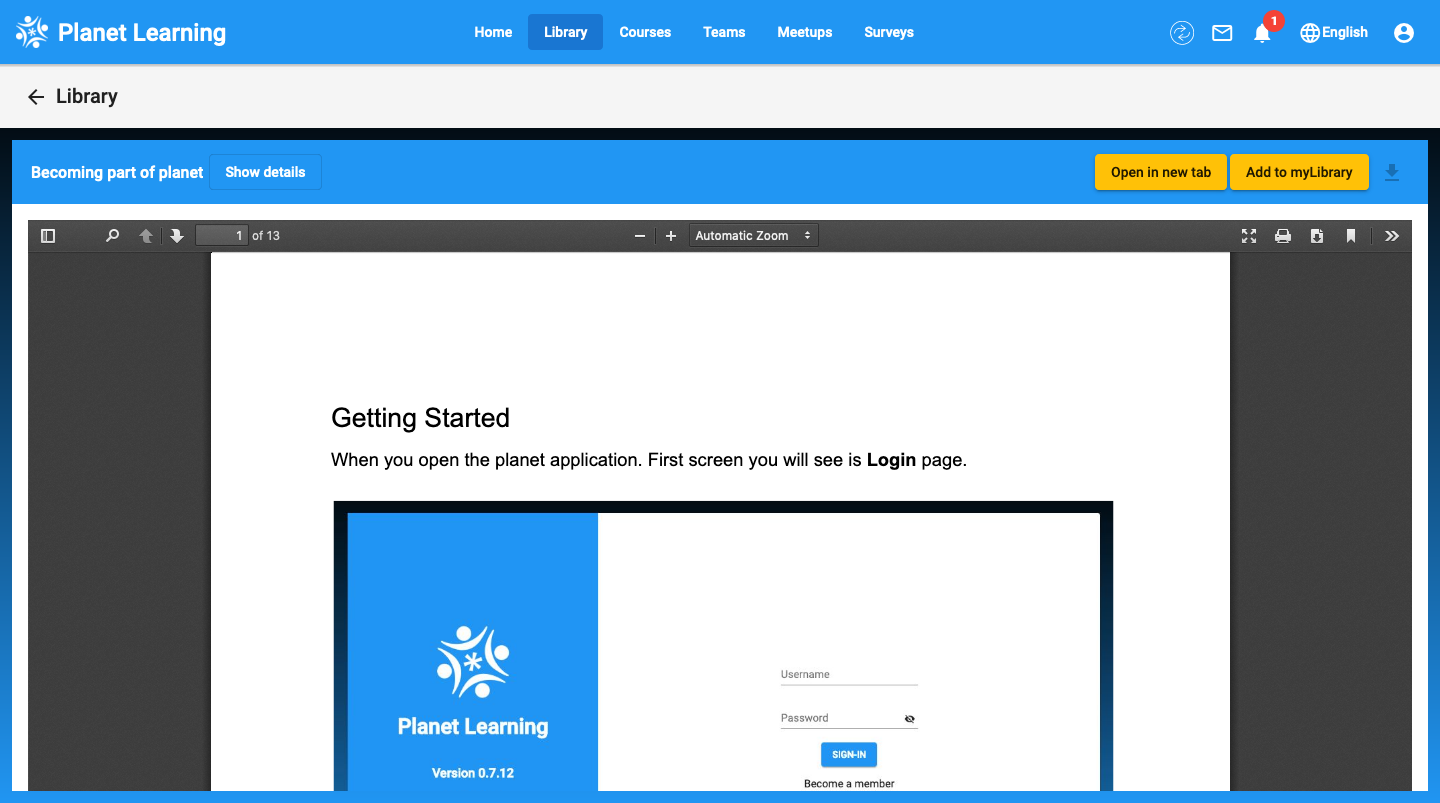 Planet Learning Home Library Courses Teams Meetups Surveys 1 English
Library
Becoming part of planet Show details Open in new tab Add to myLibrary
1 of 13 Automatic Zoom
Getting Started
When you open the planet application. First screen you will see is Login page.
Username
Password
Planet Learning
SIGN-IN
Version 0.7.12
Become a member